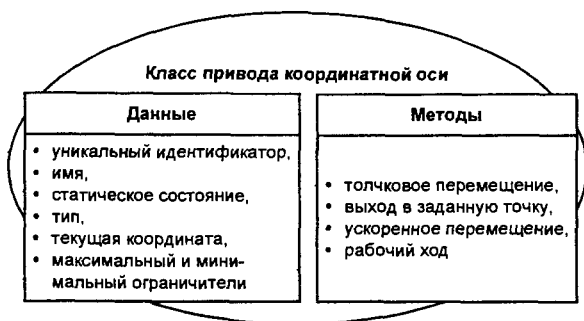 Класс привода координатной оси
Данные
• уникальный идентификатор,
• имя,
• статическое состояние,
• тип,
• текущая координата,
• максимальный и мини-
мальный ограничители
Методы
• толчковое перемещение,
• выход в заданную точку,
• ускоренное перемещение,
• рабочий ход